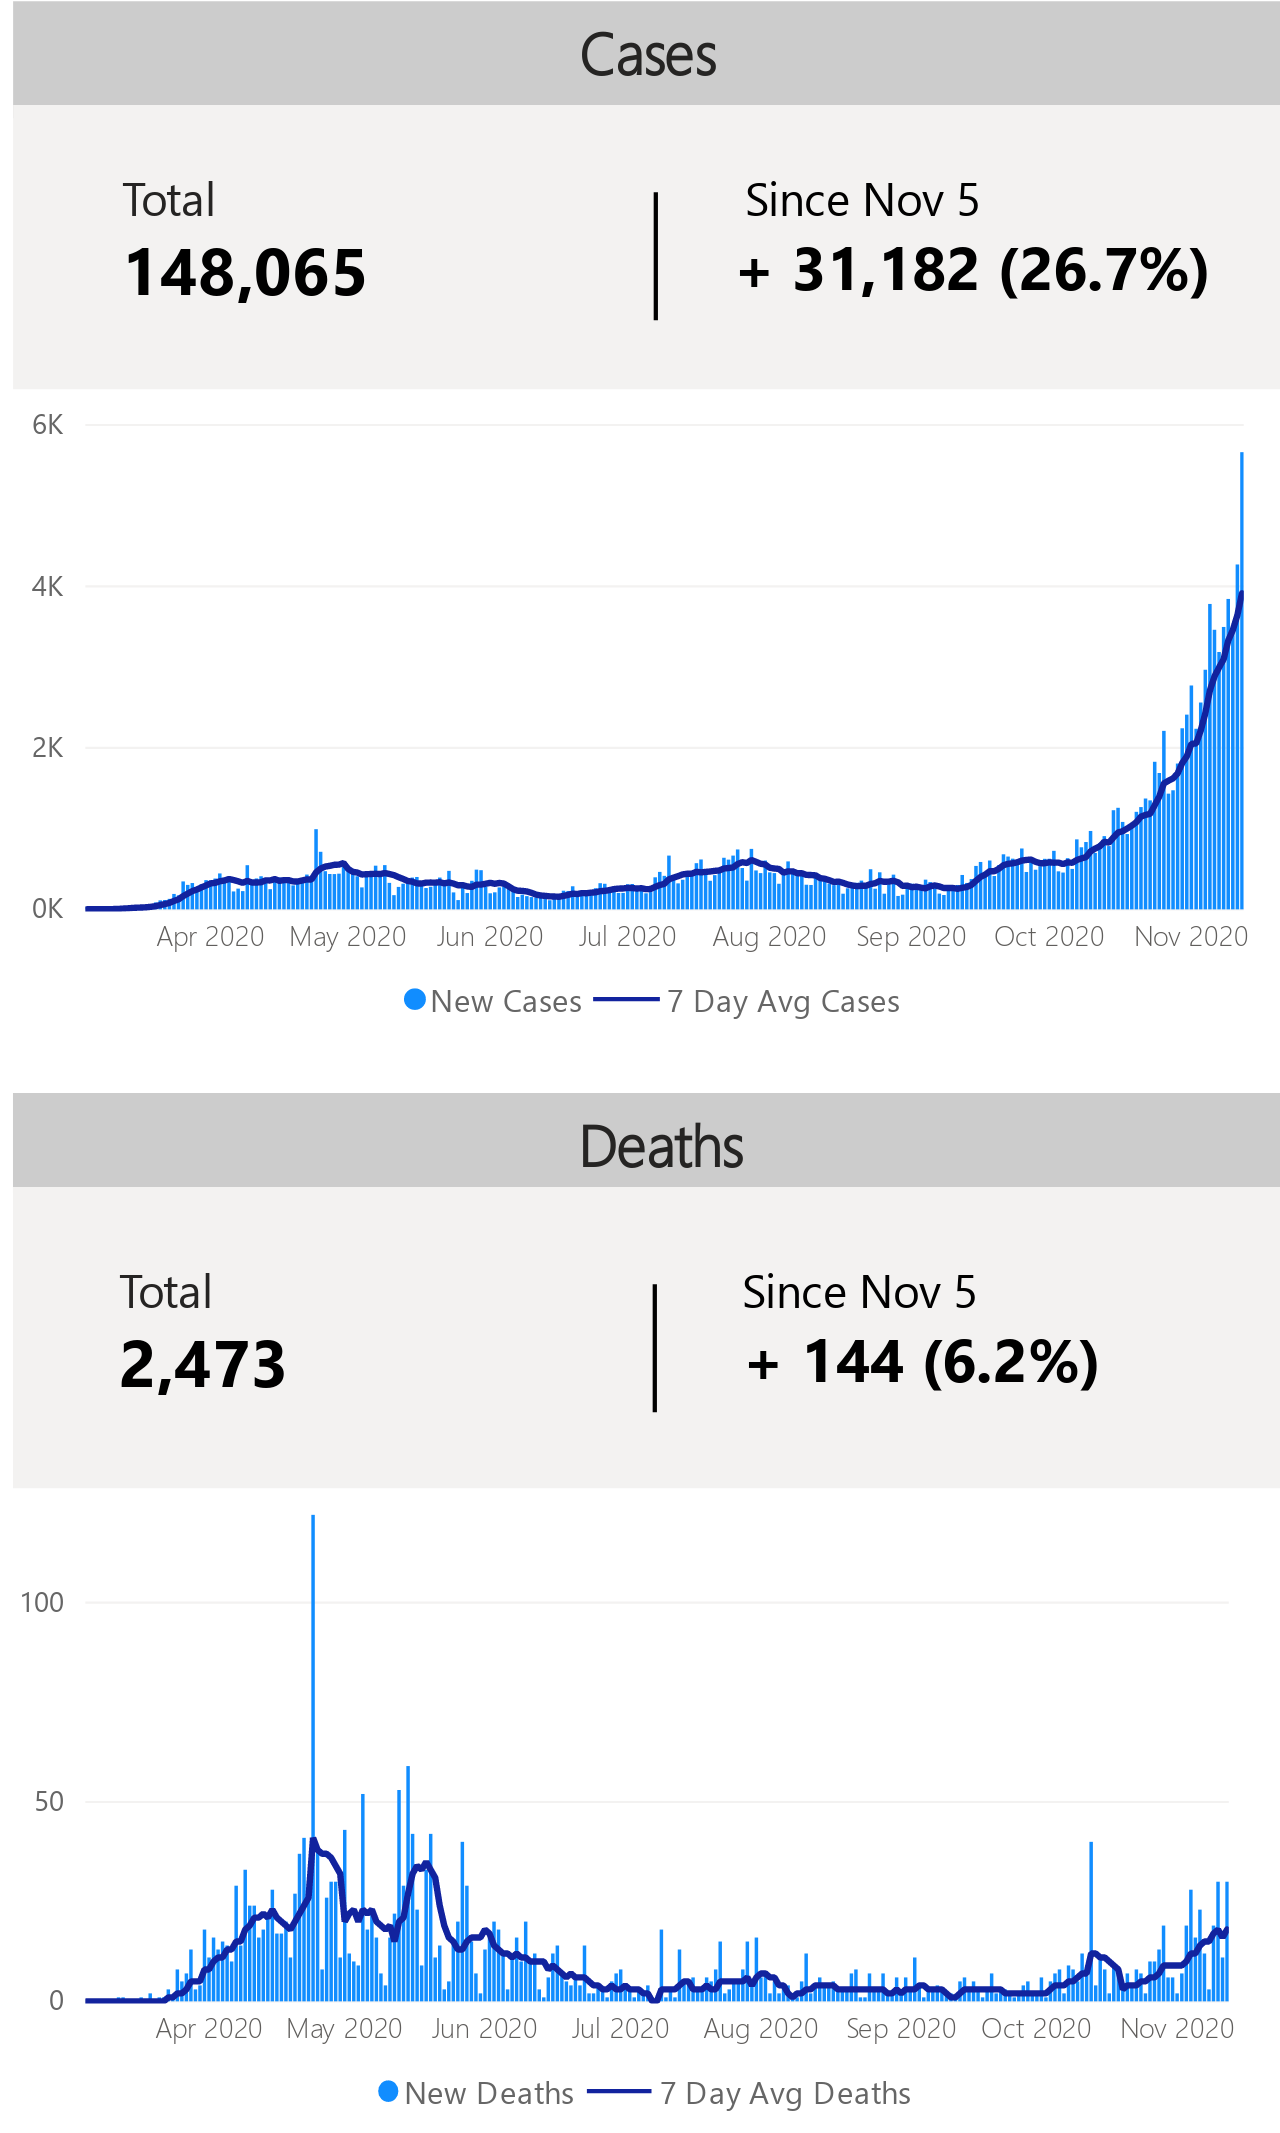 Cases
Total
148,065
Since Nov 5
+ 31,182 (26.7%)
6K
4K
2K
0K
Apr 2020 May 2020 Jun 2020 Jul 2020 Aug 2020 Sep 2020 Oct 2020 Nov 2020
New Cases 7 Day Avg Cases
Deaths
Total
2,473
Since Nov 5
+ 144 (6.2%)
100
50
0
Apr 2020 May 2020 Jun 2020 Jul 2020 Aug 2020 Sep 2020 Oct 2020 Nov 2020
New Deaths 7 Day Avg Deaths